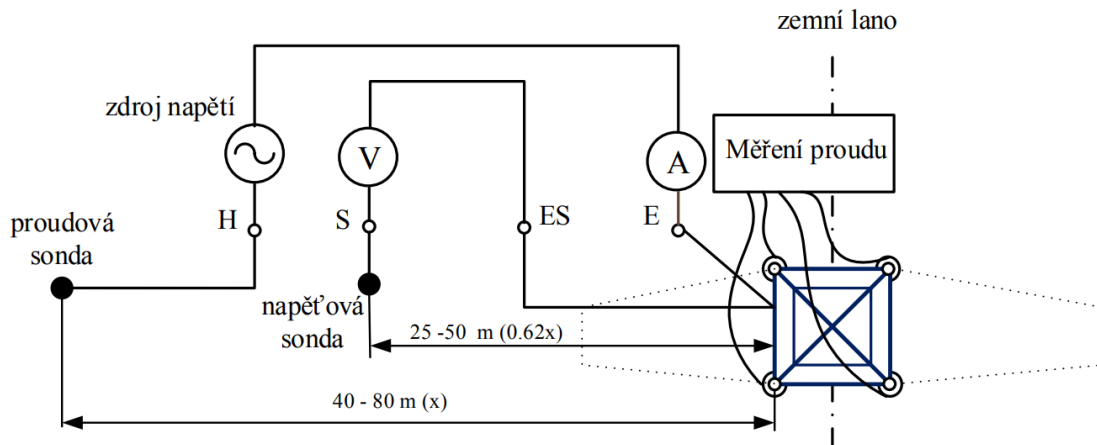 zemní lano
zdroj napětí
V
A
Měření proudu
H
S
ES
E
proudová
sonda
napěťová
sonda
25 -50  m (0.62x)
40 - 80 m (x)